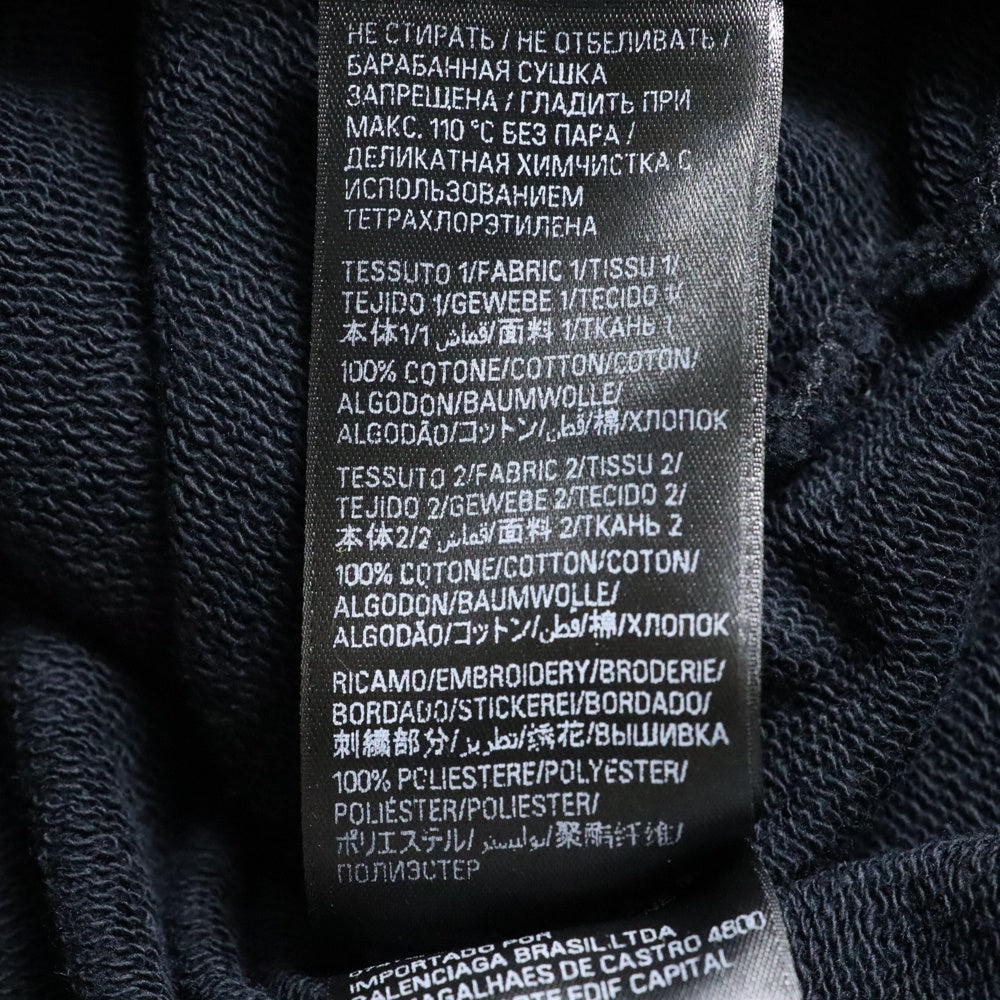 НЕ СТИРАТЬ / НЕ ОТБЕЛИВАТЬ /
БАРАБАННАЯ СУШКА
ЗАПРЕЩЕНА / ГЛАДИТЬ ПРИ
МАКС. 110 °C БЕЗ ПАРА /
ДЕЛИКАТНАЯ ХИМЧИСТКА С
ИСПОЛЬЗОВАНИЕМ
ТЕТРАХЛОРЭТИЛЕНА
TESSUTO 1/FABRIC 1/TISSU 1/
TEJIDO 1/GEWEBE 1/TECIDO 1/
本体1/1 قماش/面料 1/ТКАНЬ 1
100% COTONE/COTTON/COTON/
ALGODON/BAUMWOLLE/
ALGODÃO/コットン/قطن/棉/ХЛОПОК
TESSUTO 2/FABRIC 2/TISSU 2/
TEJIDO 2/GEWEBE 2/TECIDO 2/
本体2/2 قماش/面料 2/ТКАНЬ 2
100% COTONE/COTTON/COTON/
ALGODON/BAUMWOLLE/
ALGODÃO/コットン/قطن/棉/ХЛОПОК
RICAMO/EMBROIDERY/BRODERIE/
BORDADO/STICKEREI/BORDADO/
刺繍部分/تطريز/绣花/ВЫШИВКА
100% POLIESTERE/POLYESTER/
POLIÉSTER/POLIESTER/
ポリエステル/بوليستر/聚酯纤维/
ПОЛИЭСТЕР
IMPORTADO POR
BALENCIAGA BRASIL.LTDA
MAGALHAES DE CASTRO 4800
EDIF CAPITAL